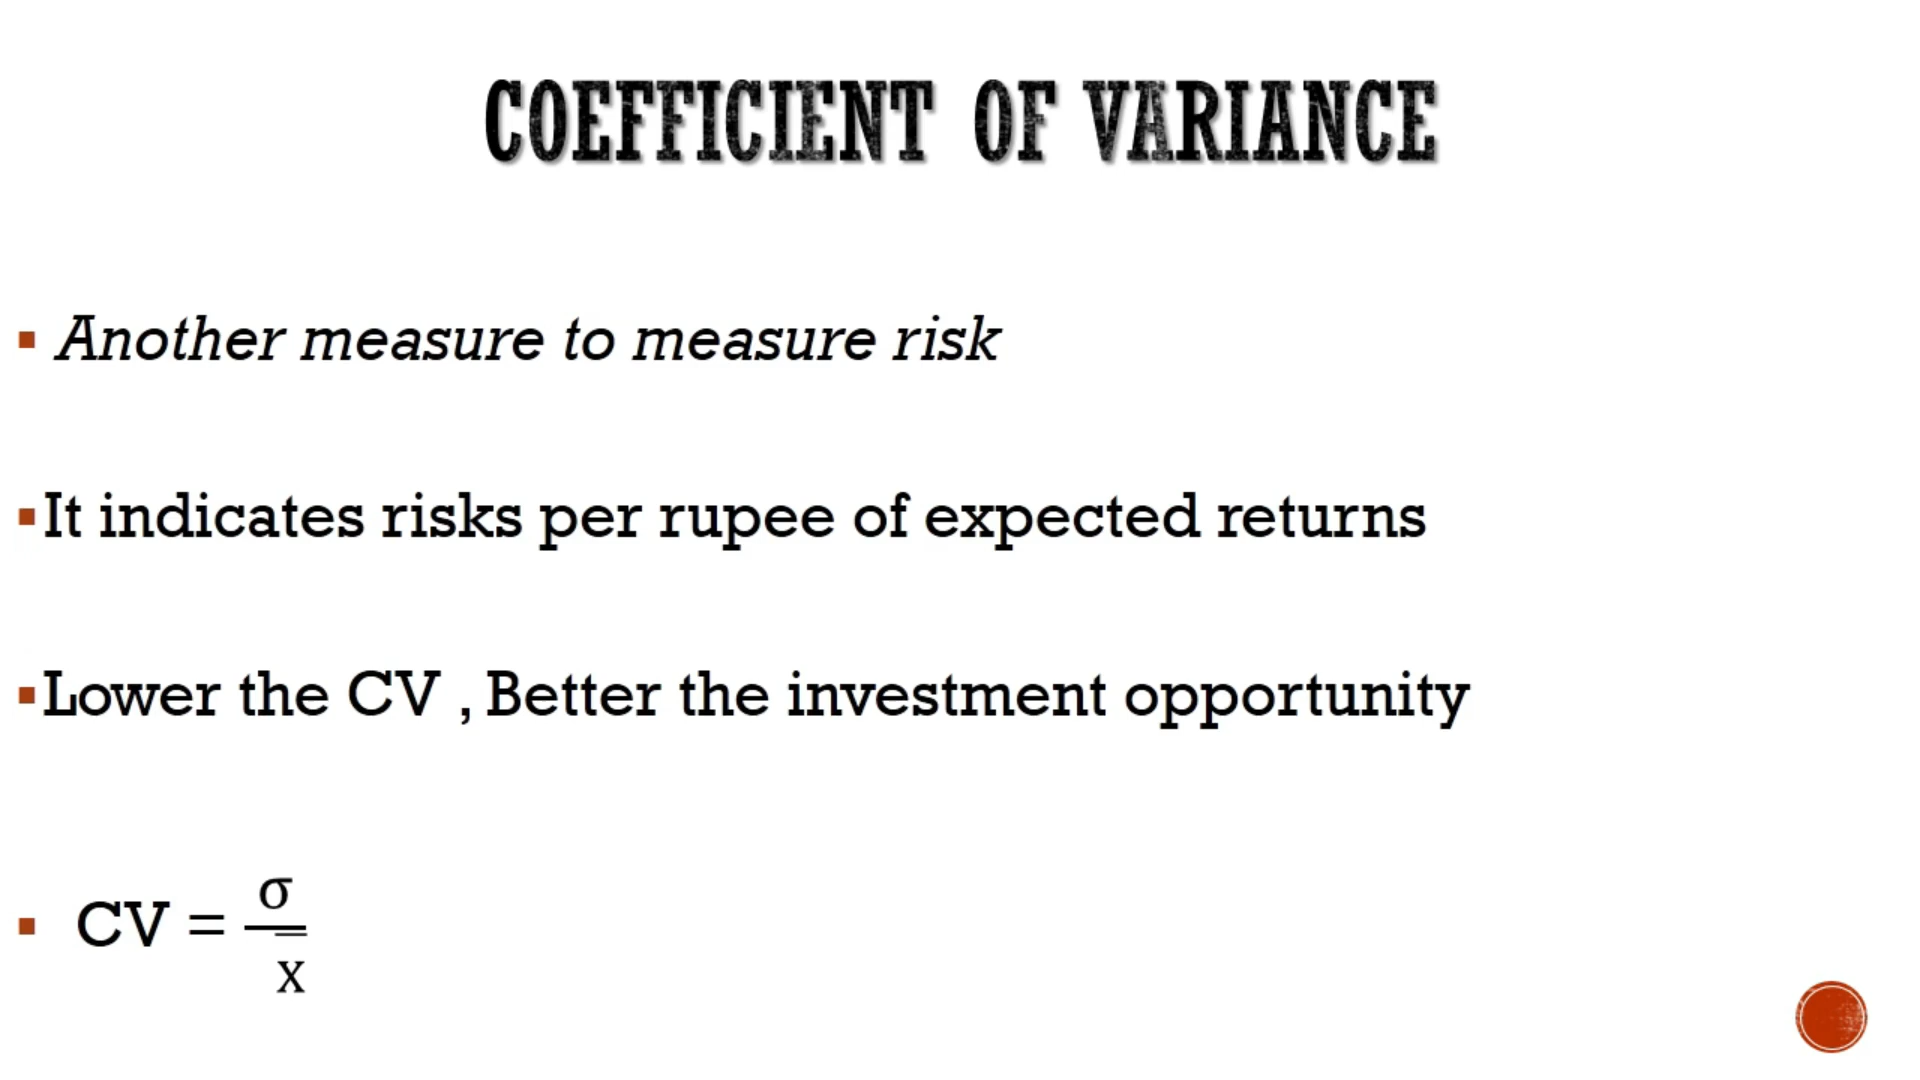 COEFFICIENT OF VARIANCE
▪ Another measure to measure risk
▪ It indicates risks per rupee of expected returns
▪ Lower the CV , Better the investment opportunity
▪ CV = σ / x̅